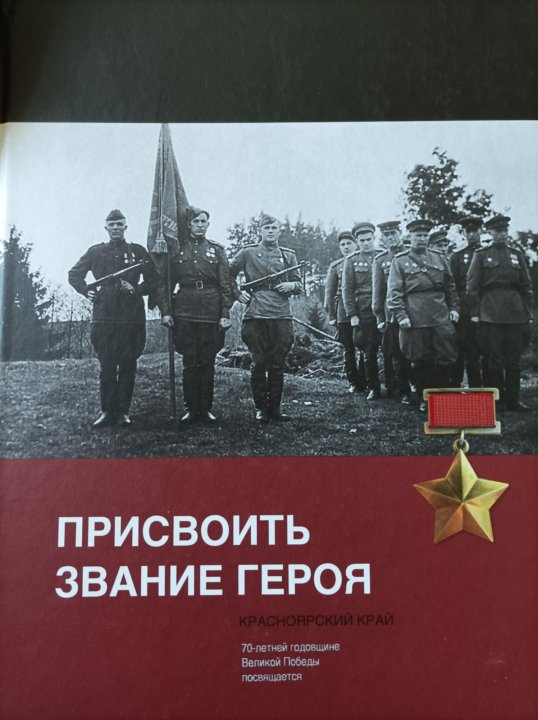 ПРИСВОИТЬ
ЗВАНИЕ ГЕРОЯ
КРАСНОЯРСКИЙ КРАЙ
70-летней годовщине
Великой Победы
посвящается